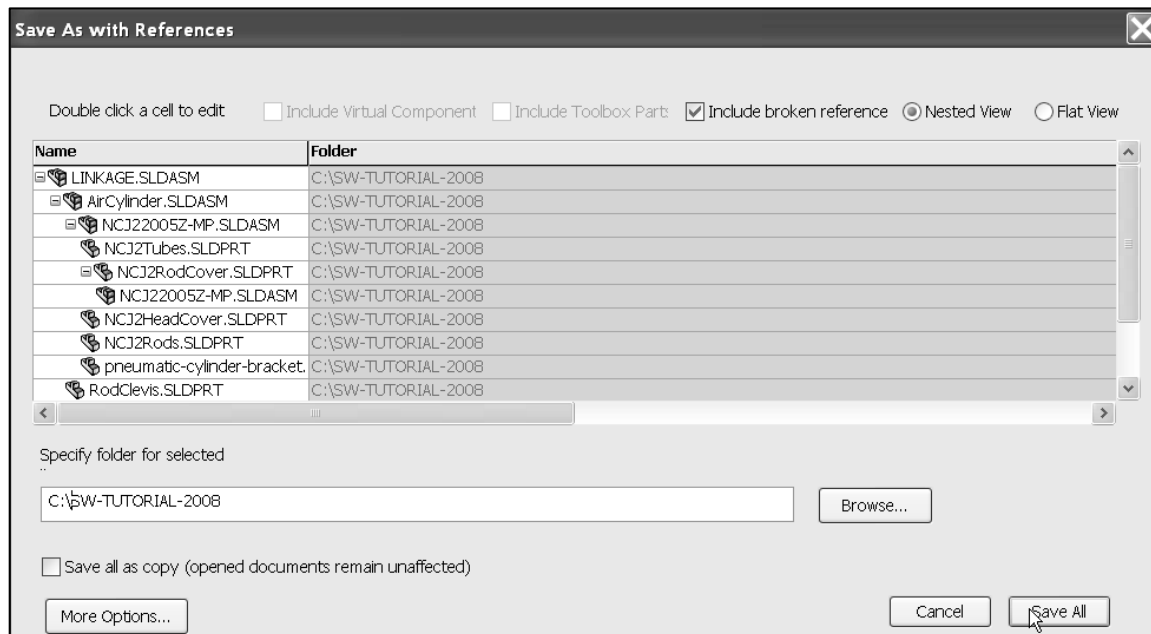 Save As with References
Double click a cell to edit Include Virtual Component Include Toolbox Part: Include broken reference Nested View Flat View
Name Folder
LINKAGE.SLDASM C:\SW-TUTORIAL-2008
AirCylinder.SLDASM C:\SW-TUTORIAL-2008
NCJ22005Z-MP.SLDASM C:\SW-TUTORIAL-2008
NCJ2Tubes.SLDPRT C:\SW-TUTORIAL-2008
NCJ2RodCover.SLDPRT C:\SW-TUTORIAL-2008
NCJ22005Z-MP.SLDASM C:\SW-TUTORIAL-2008
NCJ2HeadCover.SLDPRT C:\SW-TUTORIAL-2008
NCJ2Rods.SLDPRT C:\SW-TUTORIAL-2008
pneumatic-cylinder-bracket. C:\SW-TUTORIAL-2008
RodClevis.SLDPRT C:\SW-TUTORIAL-2008
Specify folder for selected
..
C:\SW-TUTORIAL-2008
Browse...
Save all as copy (opened documents remain unaffected)
More Options... Cancel Save All